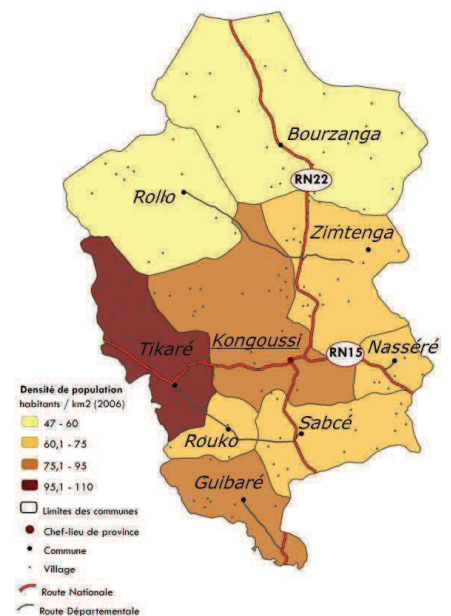 Bourzanga
RN22
Rollo
Zimtenga
Kongoussi
RN15
Nasséré
Tikaré
Rouko
Sabcé
Guibaré
Densité de population
habitants / km2 (2006)
47 - 60
60,1 - 75
75,1 - 95
95,1 - 110
Limites des communes
Chef-lieu de province
Commune
Village
Route Nationale
Route Départementale